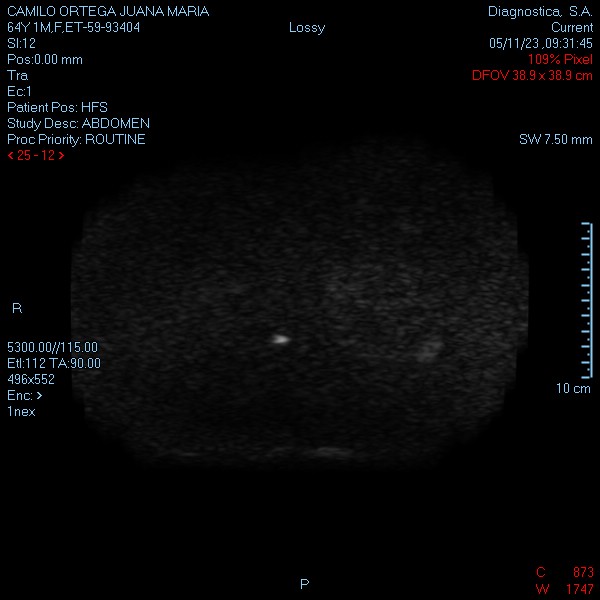 CAMILO ORTEGA JUANA MARIA
64Y 1M,F,ET-59-93404
Sl:12
Pos:0.00 mm
Tra
Ec:1
Patient Pos: HFS
Study Desc: ABDOMEN
Proc Priority: ROUTINE
< 25 - 12 >
Lossy
Diagnostica, S.A.
Current
05/11/23 ,09:31:45
109% Pixel
DFOV 38.9 x 38.9 cm
SW 7.50 mm
R
5300.00//115.00
Etl:112 TA:90.00
496x552
Enc: >
1nex
10 cm
P
C 873
W 1747